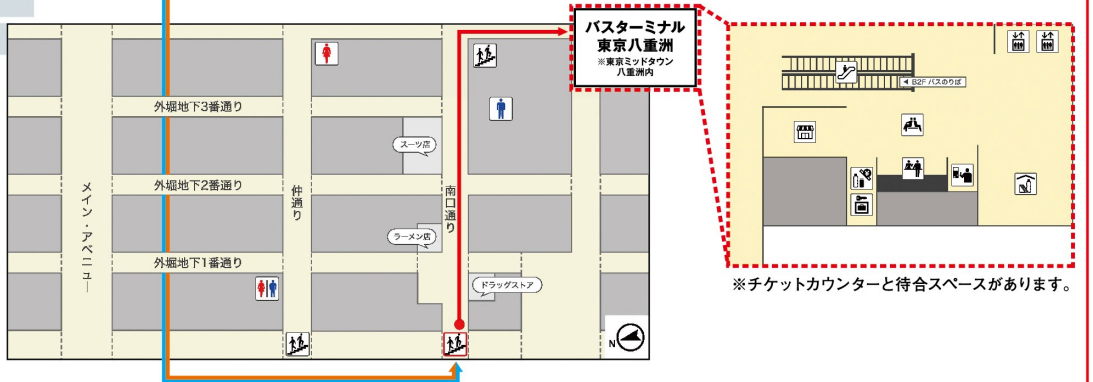 バスターミナル
東京八重洲
※東京ミッドタウン
八重洲内
外堀地下3番通り
スーツ店
外堀地下2番通り
メイン・アベニュー
仲通り
南口通り
ラーメン店
外堀地下1番通り
ドラッグストア
N
◀ B2F バスのりば
※チケットカウンターと待合スペースがあります。